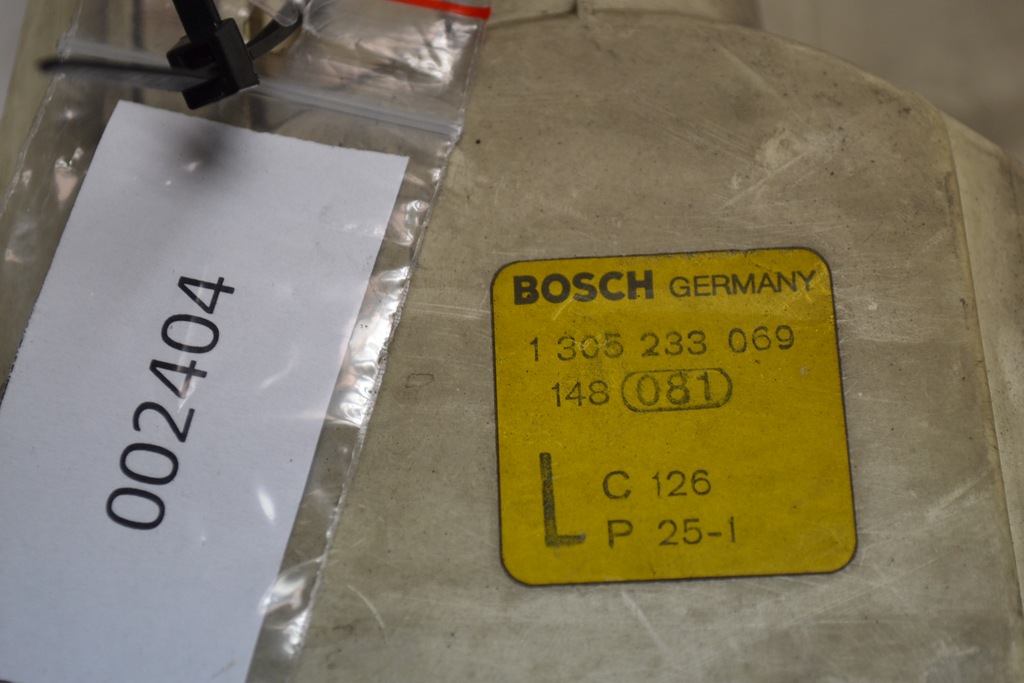 002404
BOSCH GERMANY
1 305 233 069
148 081
L C 126
P 25-1